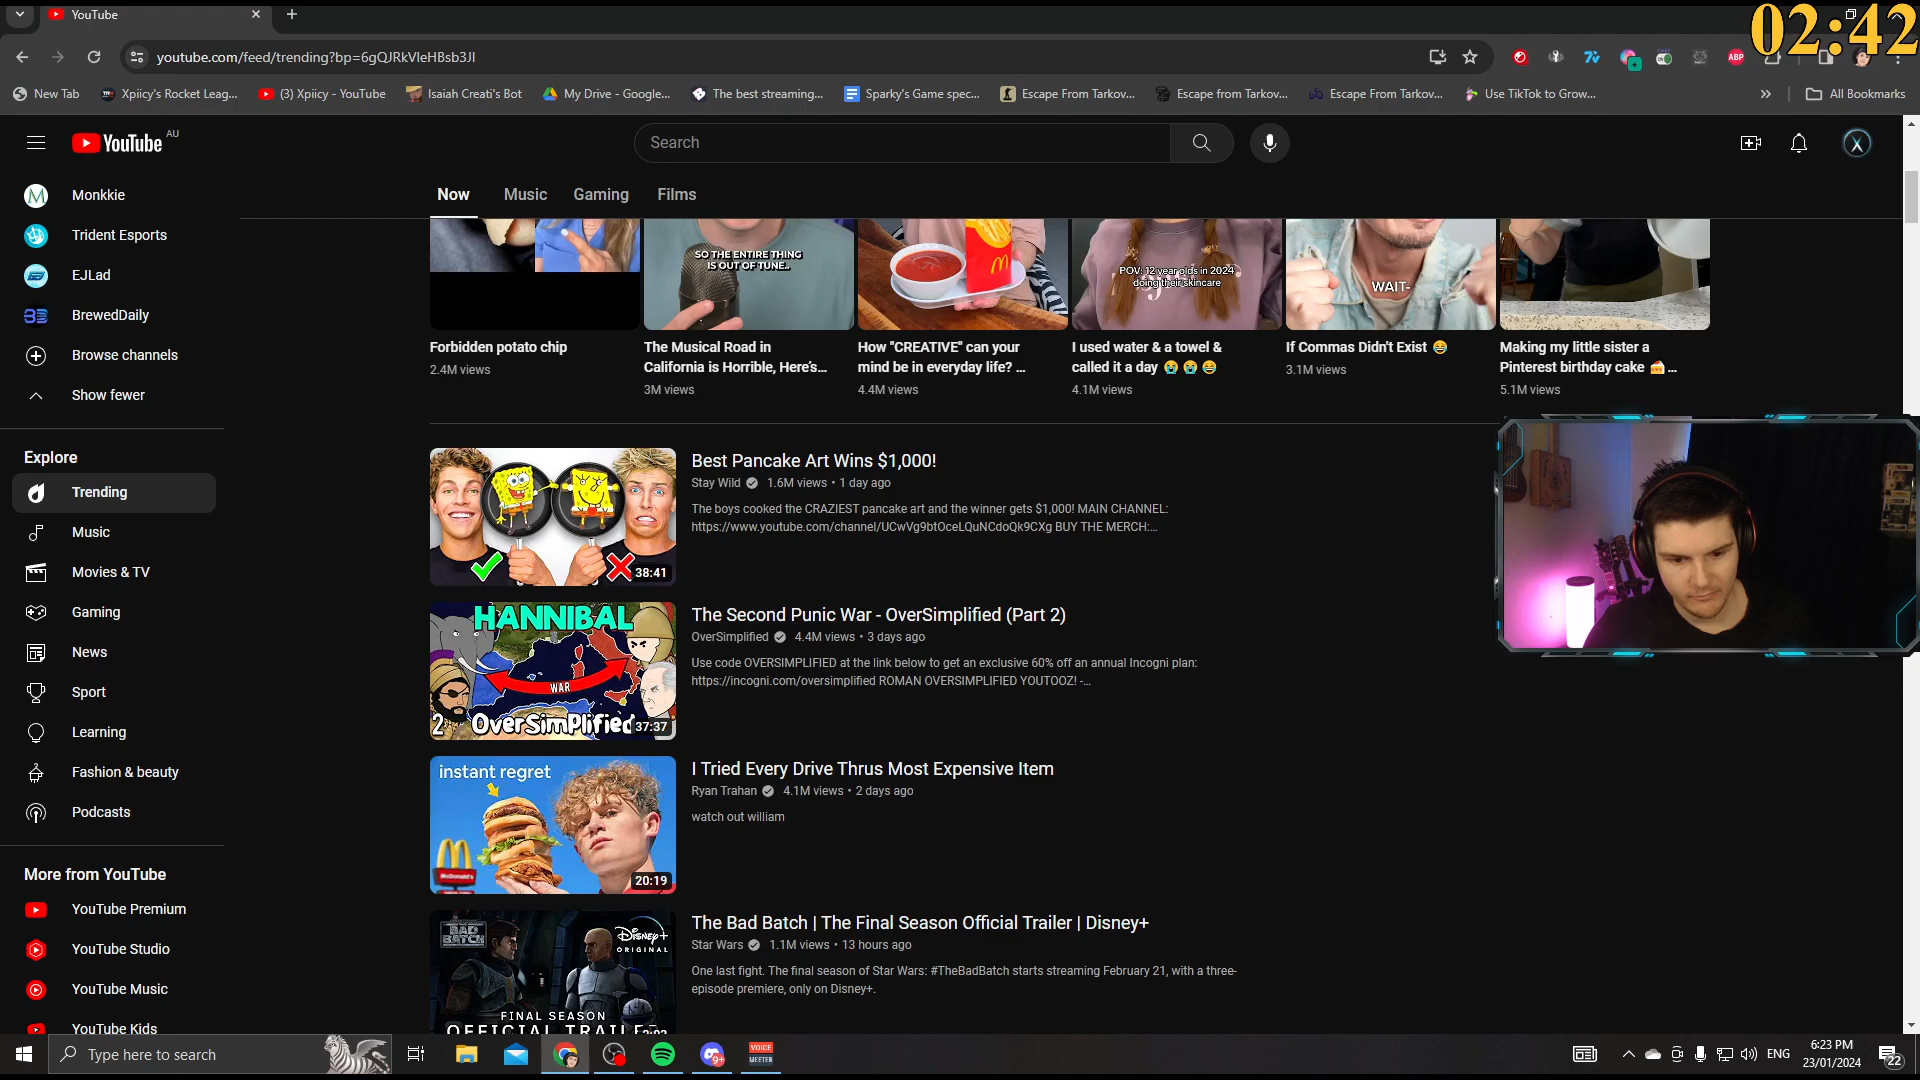 YouTube
02:42
youtube.com/feed/trending?bp=6gQJRkVleHBsb3Jl
ABP
New Tab
Xpiicy's Rocket Leag...
(3) Xpiicy - YouTube
Isaiah Creati's Bot
My Drive - Google...
The best streaming...
Sparky's Game spec...
Escape From Tarkov...
Escape from Tarkov...
Escape From Tarkov...
Use TikTok to Grow...
All Bookmarks
YouTube AU
Search
Monkkie
Trident Esports
EJLad
BrewedDaily
Browse channels
Show fewer
Explore
Trending
Music
Movies & TV
Gaming
News
Sport
Learning
Fashion & beauty
Podcasts
More from YouTube
YouTube Premium
YouTube Studio
YouTube Music
YouTube Kids
Now
Music
Gaming
Films
SO THE ENTIRE THING
IS OUT OF TUNE..
POV: 12 year olds in 2024
doing their skincare
WAIT-
Forbidden potato chip
2.4M views
The Musical Road in
California is Horrible, Here's...
3M views
How "CREATIVE" can your
mind be in everyday life? ...
4.4M views
I used water & a towel &
called it a day 😭 😭 😂
4.1M views
If Commas Didn't Exist 😂
3.1M views
Making my little sister a
Pinterest birthday cake 🍰 ...
5.1M views
38:41
Best Pancake Art Wins $1,000!
Stay Wild 1.6M views • 1 day ago
The boys cooked the CRAZIEST pancake art and the winner gets $1,000! MAIN CHANNEL:
https://www.youtube.com/channel/UCwVg9btOceLQuNCdoQk9CXg BUY THE MERCH:...
HANNIBAL
WAR
2 OverSimplified
37:37
The Second Punic War - OverSimplified (Part 2)
OverSimplified 4.4M views • 3 days ago
Use code OVERSIMPLIFIED at the link below to get an exclusive 60% off an annual Incogni plan:
https://incogni.com/oversimplified ROMAN OVERSIMPLIFIED YOUTOOZ! -...
instant regret
McDonald's
20:19
I Tried Every Drive Thrus Most Expensive Item
Ryan Trahan 4.1M views • 2 days ago
watch out william
BAD BATCH
Disney+
ORIGINAL
FINAL SEASON
OFFICIAL TRAILE
The Bad Batch | The Final Season Official Trailer | Disney+
Star Wars 1.1M views • 13 hours ago
One last fight. The final season of Star Wars: #TheBadBatch starts streaming February 21, with a three-
episode premiere, only on Disney+.
Type here to search
9+
VOICE
MEETER
ENG
6:23 PM
23/01/2024
22